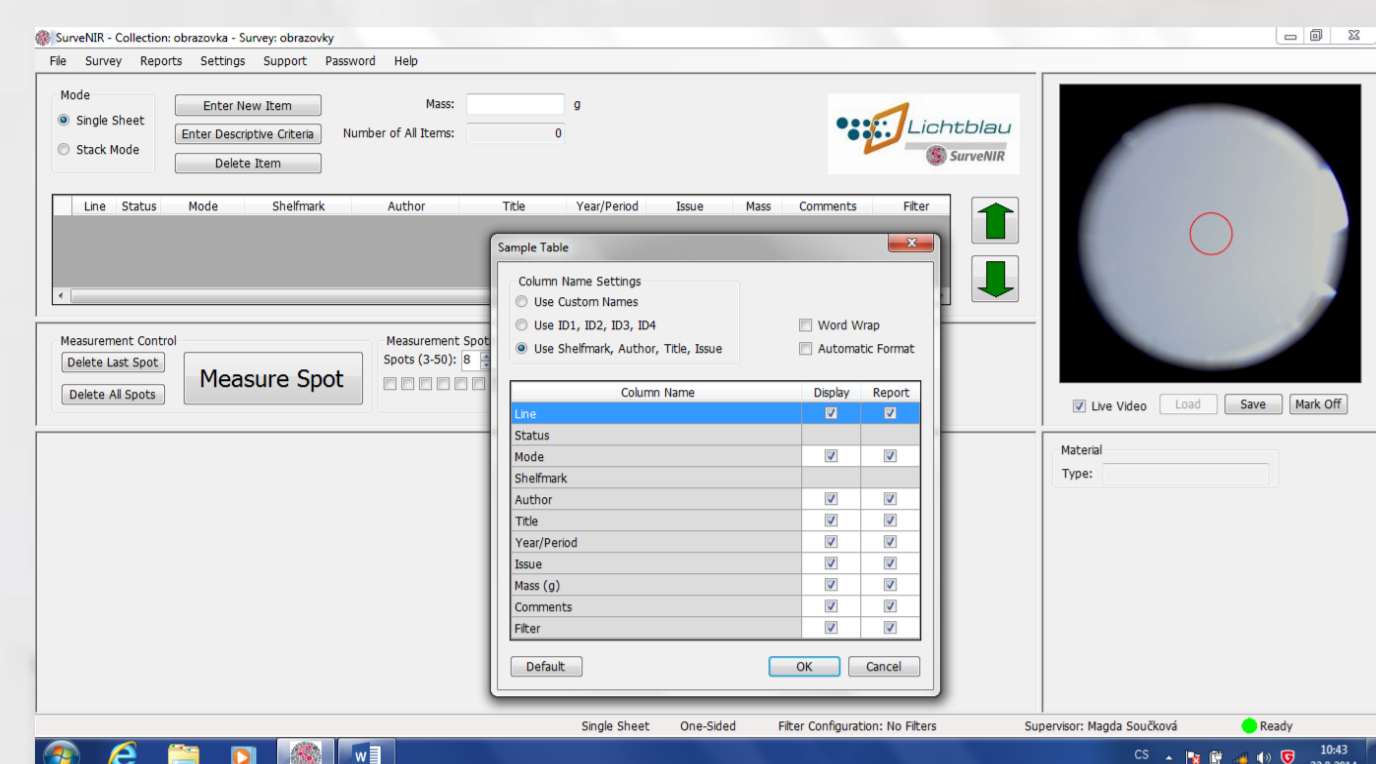 SurveNIR - Collection: obrazovka - Survey: obrazovky
File Survey Reports Settings Support Password Help
Mode
Single Sheet
Stack Mode
Enter New Item
Enter Descriptive Criteria
Delete Item
Mass: g
Number of All Items: 0
Lichtblau
SurveNIR
Line Status Mode Shelfmark Author Title Year/Period Issue Mass Comments Filter
Sample Table
Column Name Settings
Use Custom Names
Use ID1, ID2, ID3, ID4
Use Shelfmark, Author, Title, Issue
Word Wrap
Automatic Format
Column Name Display Report
Line
Status
Mode
Shelfmark
Author
Title
Year/Period
Issue
Mass (g)
Comments
Filter
Default OK Cancel
Measurement Control
Delete Last Spot
Delete All Spots
Measure Spot
Measurement Spot
Spots (3-50): 8
Live Video Load Save Mark Off
Material
Type:
Single Sheet One-Sided Filter Configuration: No Filters Supervisor: Magda Součková Ready
CS 10:43